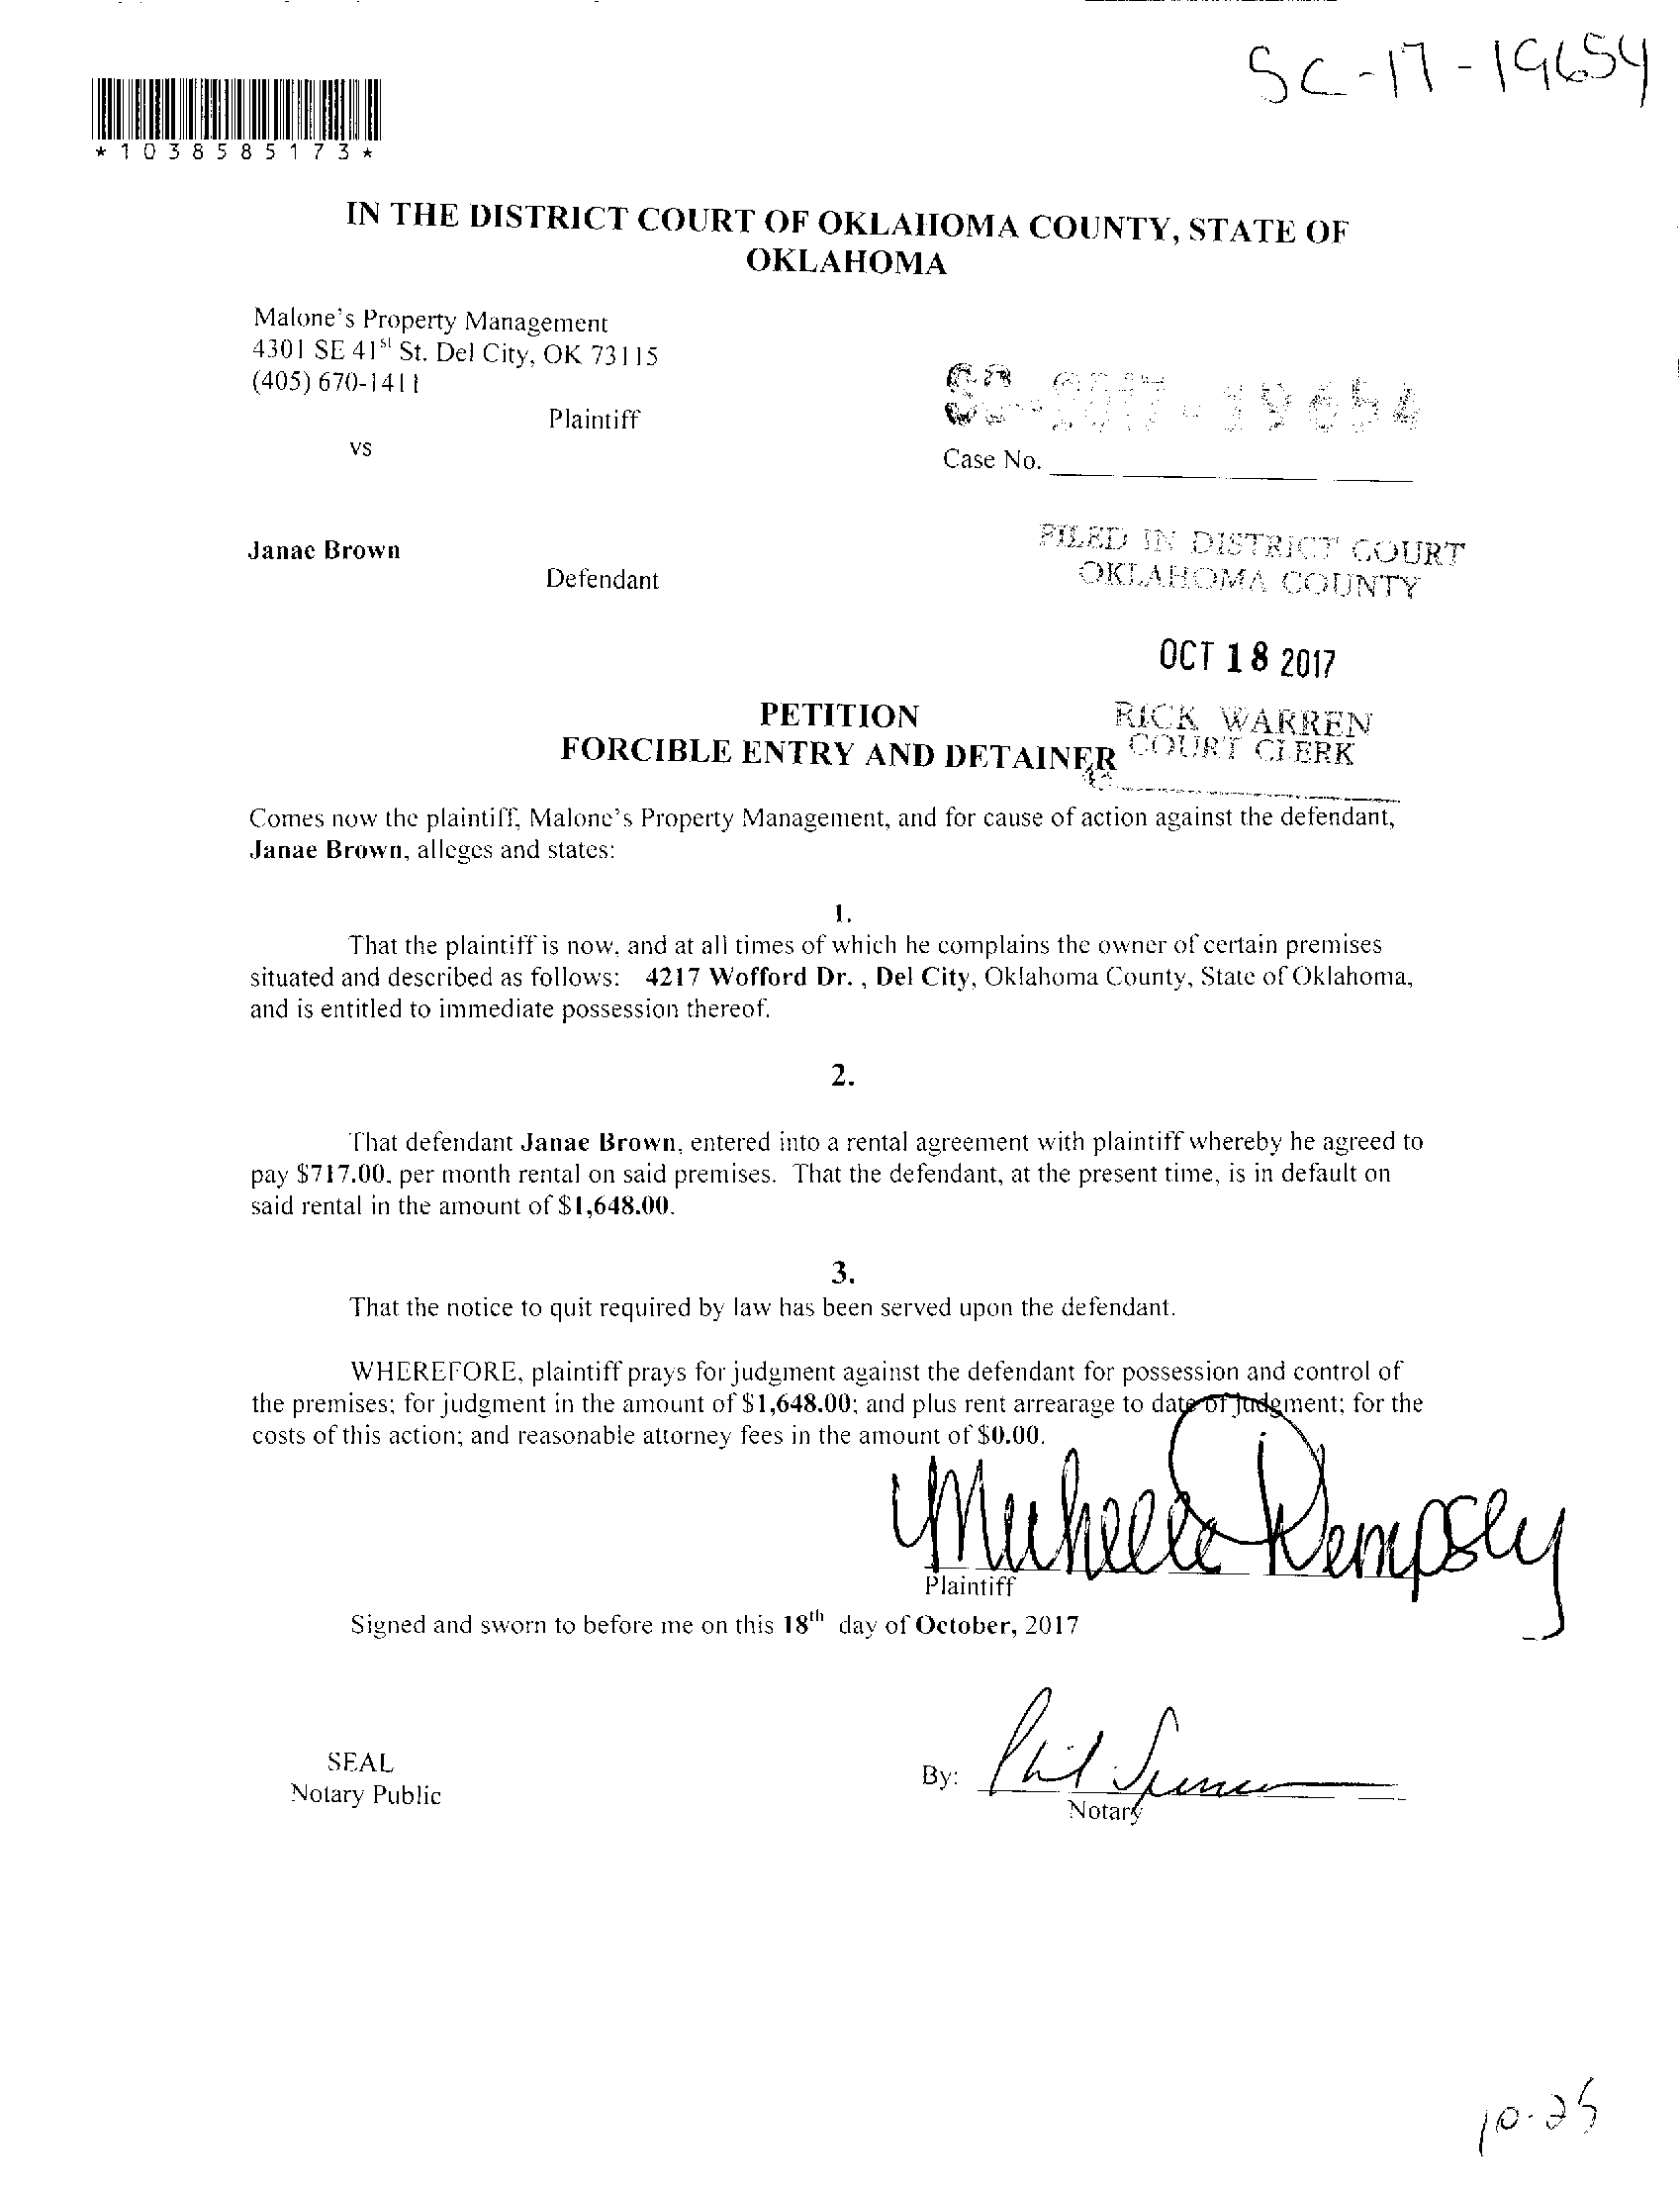 SC-17-19654
*1038585173*
IN THE DISTRICT COURT OF OKLAHOMA COUNTY, STATE OF
OKLAHOMA
Malone's Property Management
4301 SE 41st St. Del City, OK 73115
(405) 670-1411
Plaintiff
vs
SC-2017-19654
Case No.
Janae Brown
Defendant
FILED IN DISTRICT COURT
OKLAHOMA COUNTY
OCT 18 2017
RICK WARREN
COURT CLERK
PETITION
FORCIBLE ENTRY AND DETAINER
Comes now the plaintiff, Malone's Property Management, and for cause of action against the defendant,
Janae Brown, alleges and states:
1.
That the plaintiff is now, and at all times of which he complains the owner of certain premises
situated and described as follows: 4217 Wofford Dr. , Del City, Oklahoma County, State of Oklahoma,
and is entitled to immediate possession thereof.
2.
That defendant Janae Brown, entered into a rental agreement with plaintiff whereby he agreed to
pay $717.00. per month rental on said premises. That the defendant, at the present time, is in default on
said rental in the amount of $1,648.00.
3.
That the notice to quit required by law has been served upon the defendant.
WHEREFORE, plaintiff prays for judgment against the defendant for possession and control of
the premises; for judgment in the amount of $1,648.00; and plus rent arrearage to date of judgment; for the
costs of this action; and reasonable attorney fees in the amount of $0.00.
Michelle Dempsey
Plaintiff
Signed and sworn to before me on this 18th day of October, 2017
SEAL
Notary Public
By: Phil Spencer
Notary
10-25